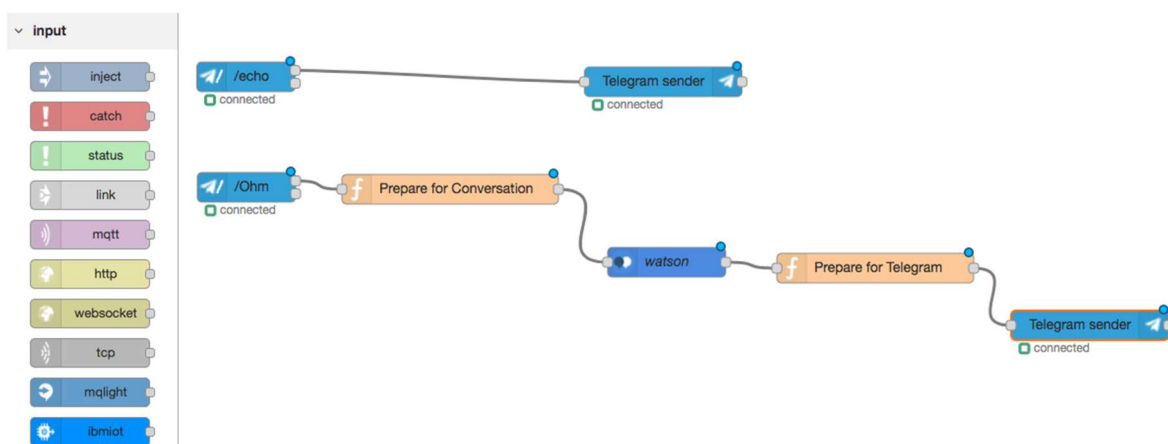 input
inject
catch
status
link
mqtt
http
websocket
tcp
mqlight
ibmiot
/echo
connected
Telegram sender
connected
/Ohm
connected
Prepare for Conversation
watson
Prepare for Telegram
Telegram sender
connected